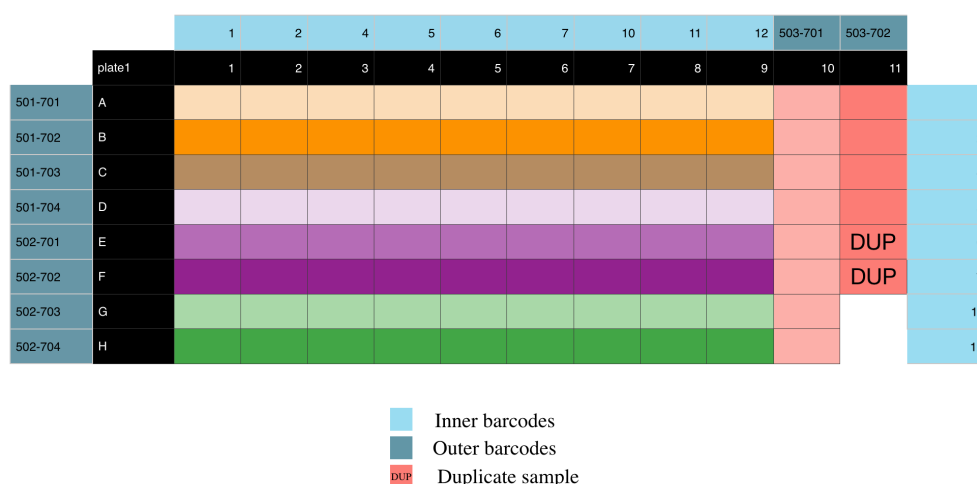 1 2 4 5 6 7 10 11 12 503-701 503-702
plate1 1 2 3 4 5 6 7 8 9 10 11
501-701 A
501-702 B
501-703 C
501-704 D
502-701 E DUP
502-702 F DUP
502-703 G 1
502-704 H 1
Inner barcodes
Outer barcodes
DUP Duplicate sample